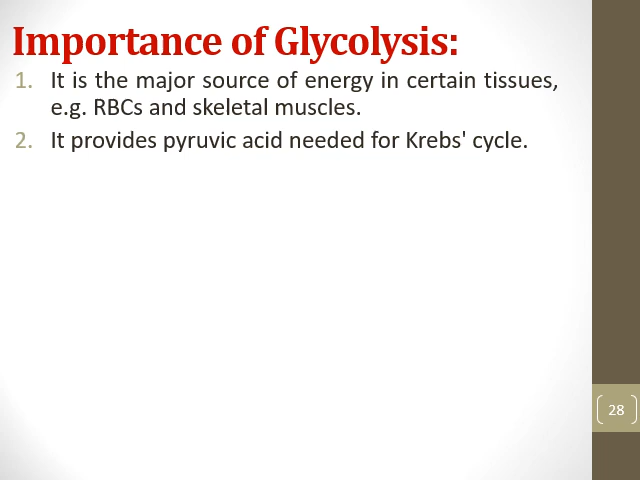 Importance of Glycolysis:
1. It is the major source of energy in certain tissues,
e.g. RBCs and skeletal muscles.
2. It provides pyruvic acid needed for Krebs' cycle.
28